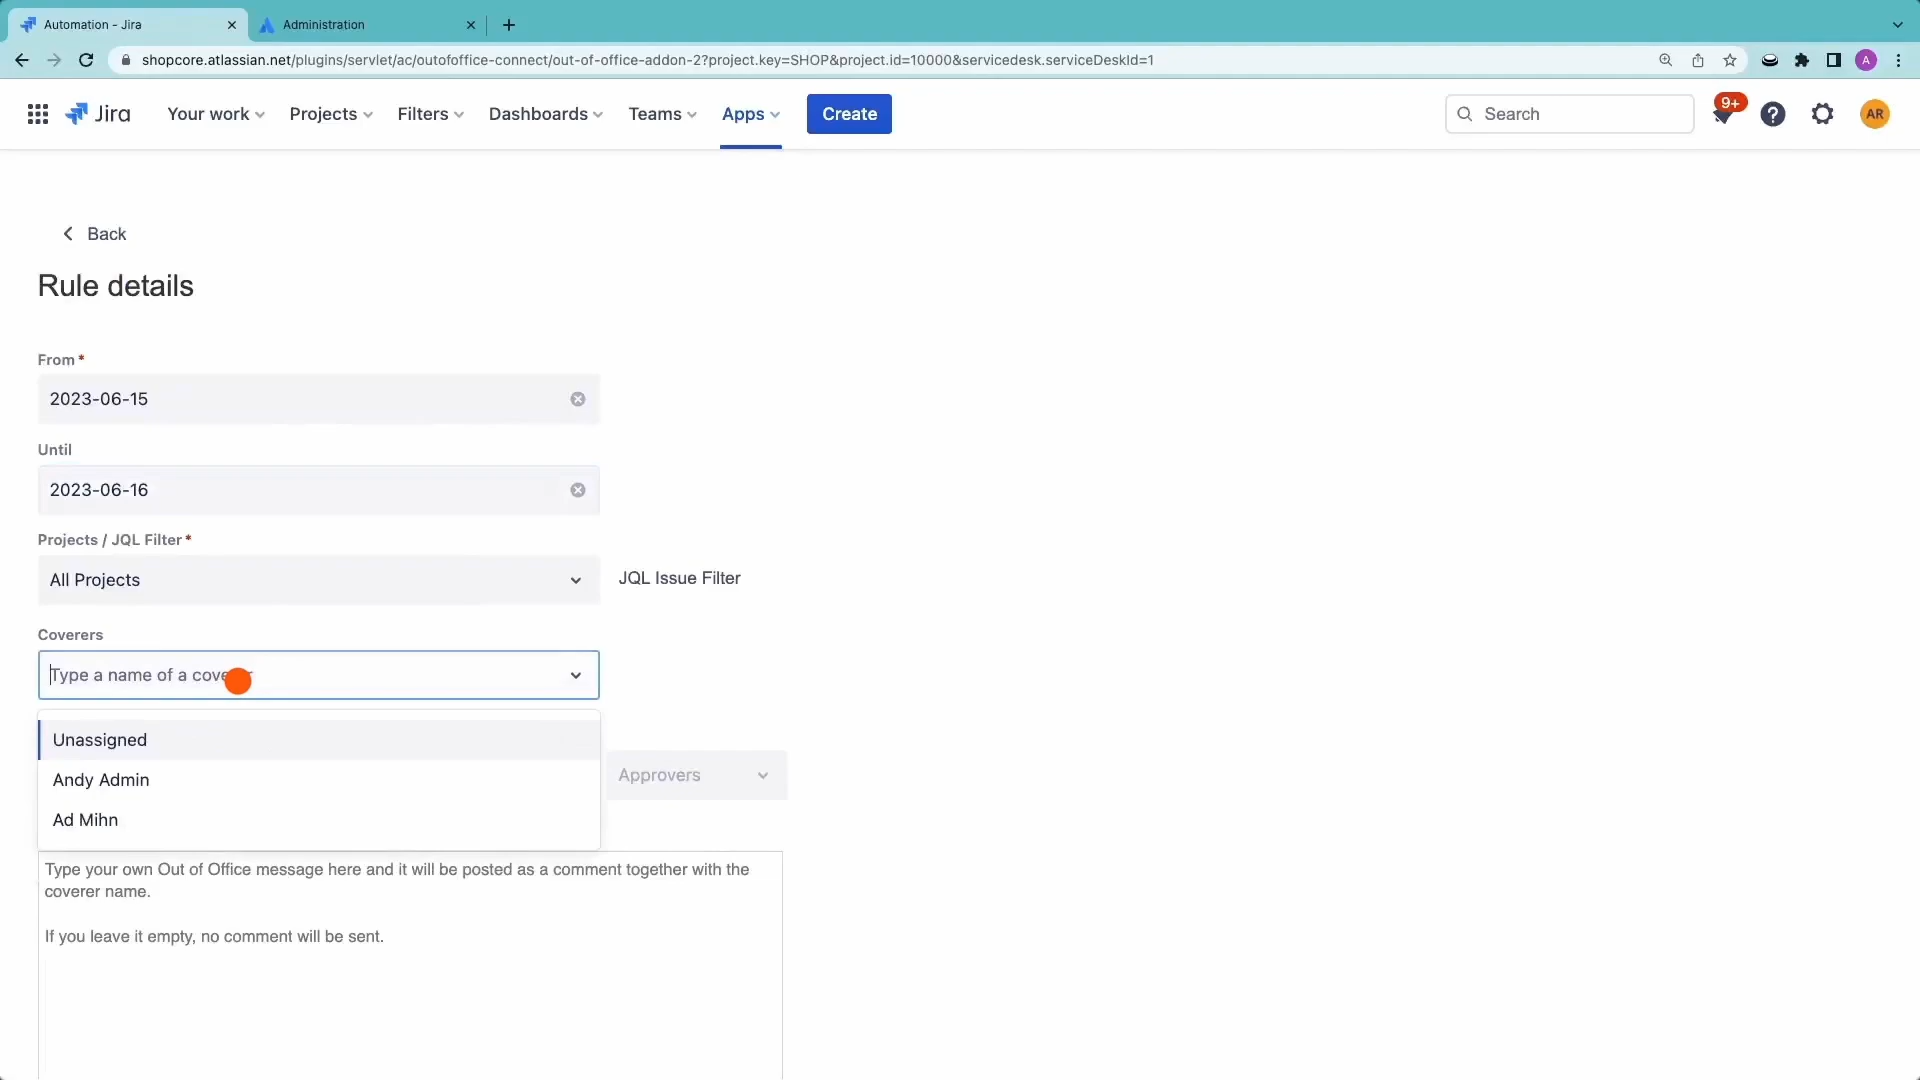 Automation - Jira
Administration
shopcore.atlassian.net/plugins/servlet/ac/outofoffice-connect/out-of-office-addon-2?project.key=SHOP&project.id=10000&servicedesk.serviceDeskId=1
A
Jira
Your work
Projects
Filters
Dashboards
Teams
Apps
Create
Search
9+
AR
Back
Rule details
From *
2023-06-15
Until
2023-06-16
Projects / JQL Filter *
All Projects
JQL Issue Filter
Coverers
Type a name of a
Unassigned
Andy Admin
Ad Mihn
Approvers
Type your own Out of Office message here and it will be posted as a comment together with the
coverer name.
If you leave it empty, no comment will be sent.